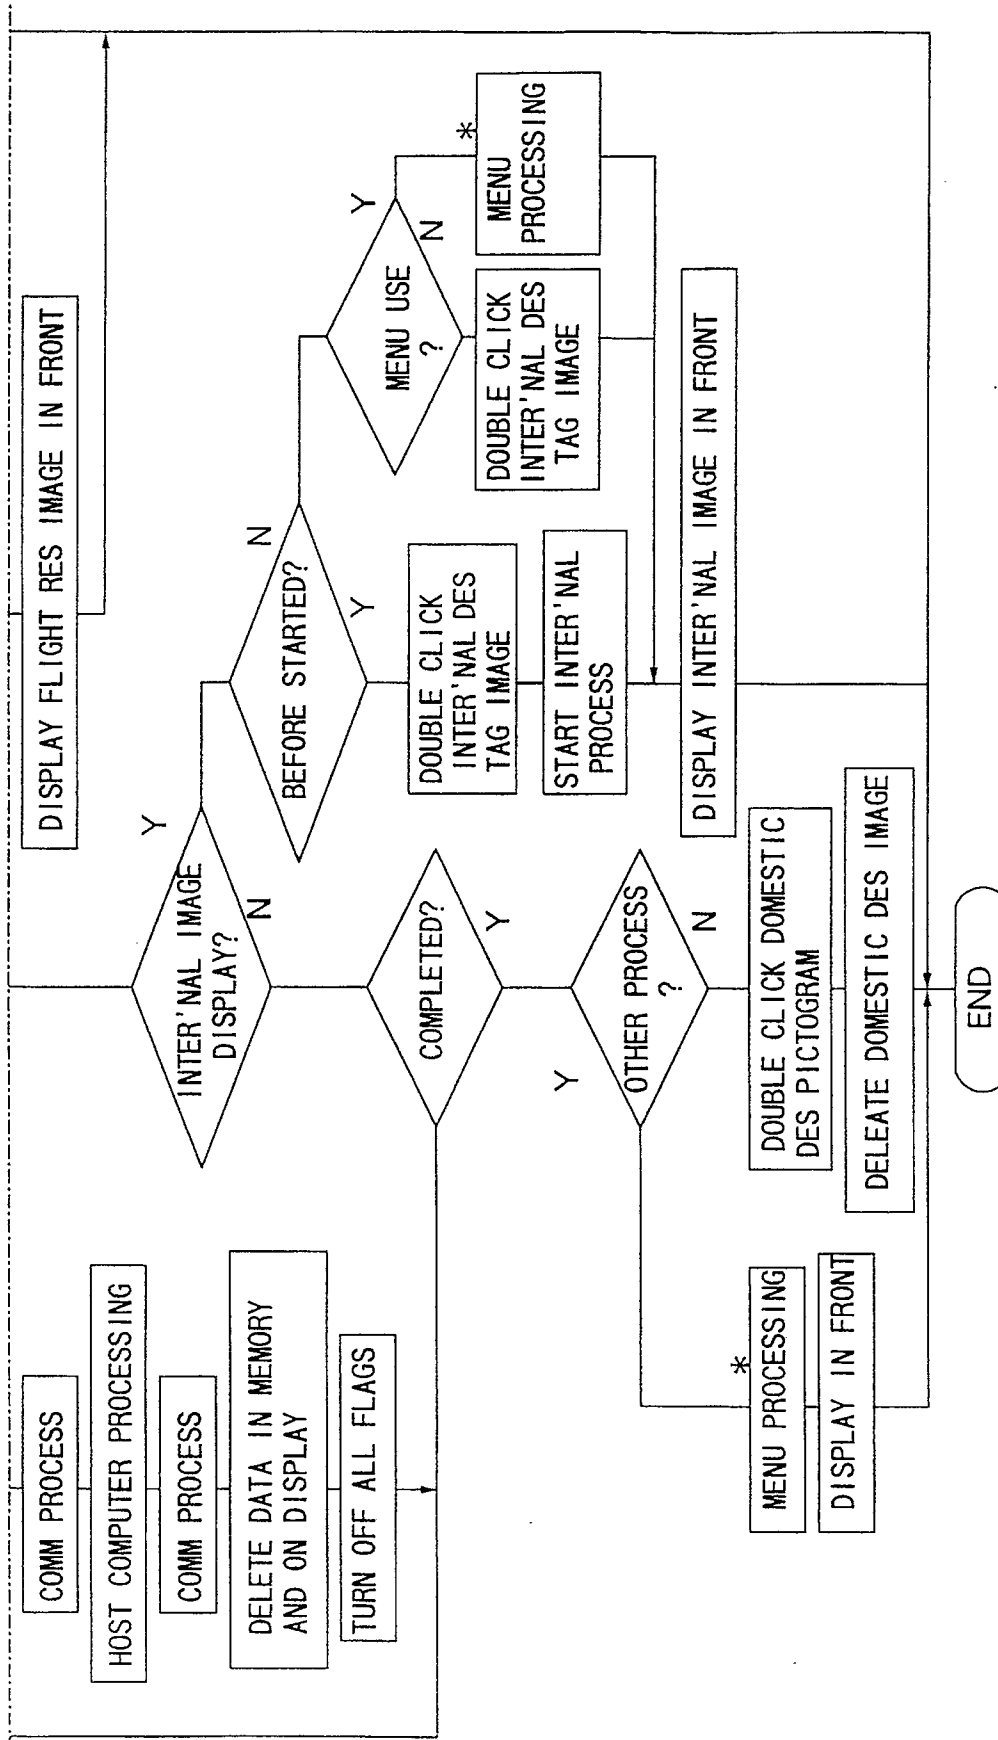 COMM PROCESS
HOST COMPUTER PROCESSING
COMM PROCESS
DELETE DATA IN MEMORY
AND ON DISPLAY
TURN OFF ALL FLAGS
DISPLAY FLIGHT RES IMAGE IN FRONT
INTER'NAL IMAGE
DISPLAY?
Y
N
BEFORE STARTED?
N
Y
MENU USE
?
Y
N
*
MENU
PROCESSING
DOUBLE CLICK
INTER'NAL DES
TAG IMAGE
DOUBLE CLICK
INTER'NAL DES
TAG IMAGE
START INTER'NAL
PROCESS
DISPLAY INTER'NAL IMAGE IN FRONT
COMPLETED?
Y
OTHER PROCESS
?
Y
N
*
MENU PROCESSING
DISPLAY IN FRONT
DOUBLE CLICK DOMESTIC
DES PICTOGRAM
DELEATE DOMESTIC DES IMAGE
END